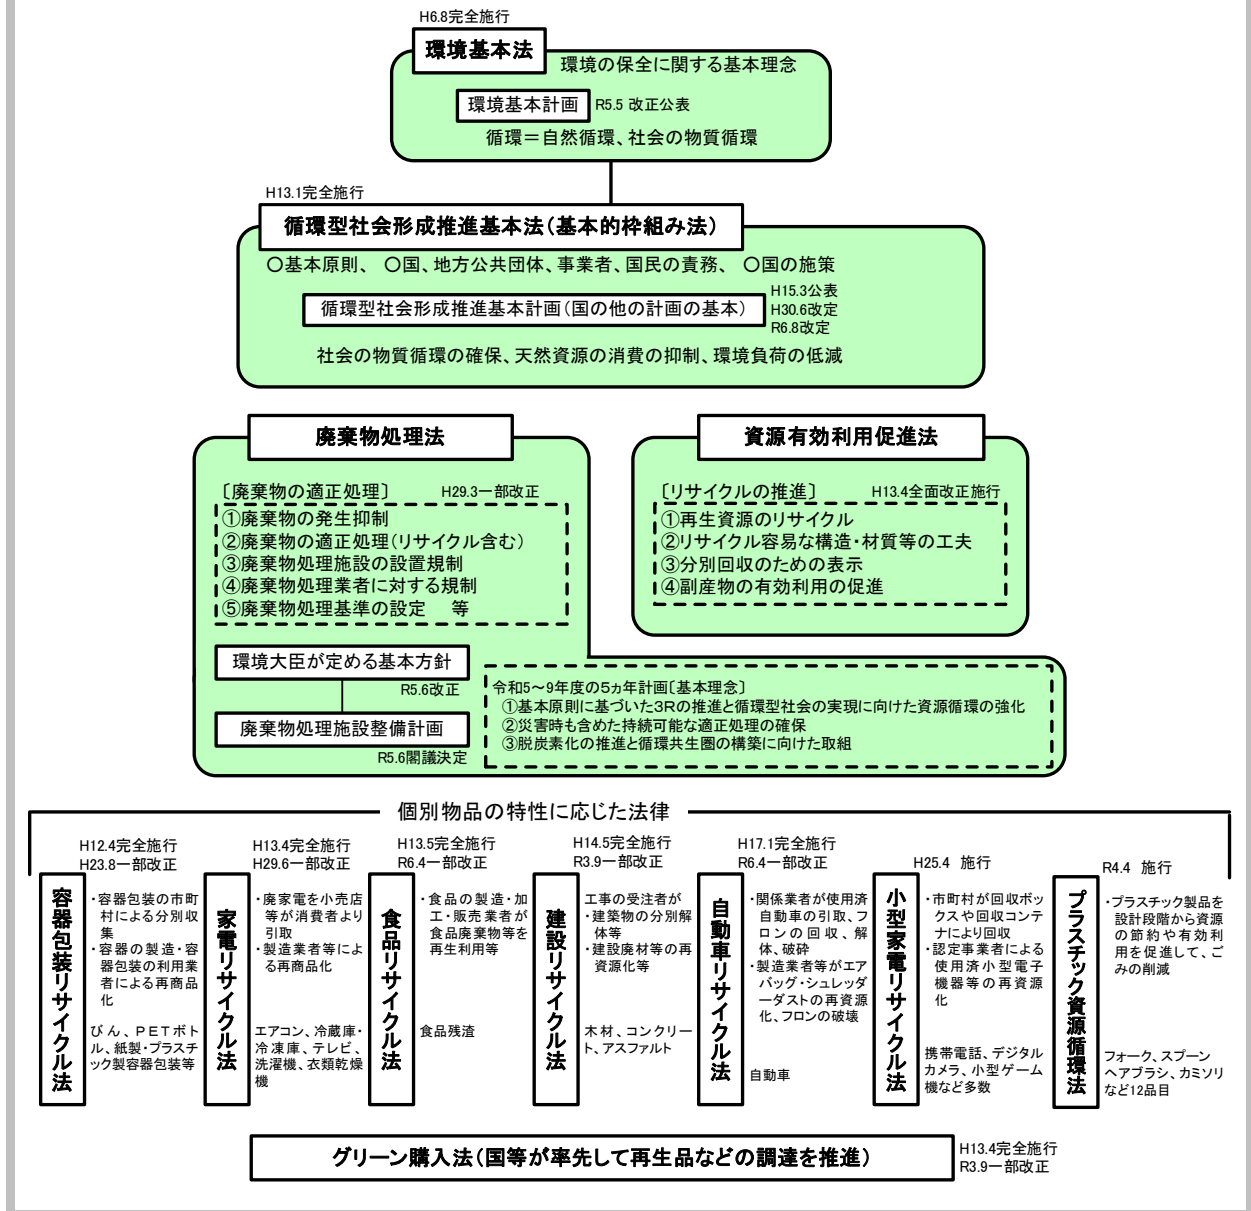 H6.8完全施行
環境基本法
環境の保全に関する基本理念
環境基本計画
R5.5 改正公表
循環＝自然循環、社会の物質循環
H13.1完全施行
循環型社会形成推進基本法（基本的枠組み法）
〇基本原則、 〇国、地方公共団体、事業者、国民の責務、 〇国の施策
循環型社会形成推進基本計画（国の他の計画の基本）
H15.3公表
H30.6改定
R6.8改定
社会の物質循環の確保、天然資源の消費の抑制、環境負荷の低減
廃棄物処理法
〔廃棄物の適正処理〕
H29.3一部改正
①廃棄物の発生抑制
②廃棄物の適正処理（リサイクル含む）
③廃棄物処理施設の設置規制
④廃棄物処理業者に対する規制
⑤廃棄物処理基準の設定 等
環境大臣が定める基本方針
R5.6改正
廃棄物処理施設整備計画
R5.6閣議決定
令和5～9年度の5ヵ年計画〔基本理念〕
①基本原則に基づいた3Rの推進と循環型社会の実現に向けた資源循環の強化
②災害時も含めた持続可能な適正処理の確保
③脱炭素化の推進と循環共生圏の構築に向けた取組
資源有効利用促進法
〔リサイクルの推進〕
H13.4全面改正施行
①再生資源のリサイクル
②リサイクル容易な構造・材質等の工夫
③分別回収のための表示
④副産物の有効利用の促進
個別物品の特性に応じた法律
H12.4完全施行
H23.8一部改正
容器包装リサイクル法
・容器包装の市町
村による分別収
集
・容器の製造・容
器包装の利用業
者による再商品
化
びん、PETボト
ル、紙製・プラスチ
ック製容器包装等
H13.4完全施行
H29.6一部改正
家電リサイクル法
・廃家電を小売店
等が消費者より
引取
・製造業者等によ
る再商品化
エアコン、冷蔵庫・
冷凍庫、テレビ、
洗濯機、衣類乾燥
機
H13.5完全施行
R6.4一部改正
食品リサイクル法
・食品の製造・加
工・販売業者が
食品廃棄物等を
再生利用等
食品残渣
H14.5完全施行
R3.9一部改正
建設リサイクル法
工事の受注者が
・建築物の分別解
体等
・建設廃材等の再
資源化等
木材、コンクリー
ト、アスファルト
H17.1完全施行
R6.4一部改正
自動車リサイクル法
・関係業者が使用済
自動車の引取、フ
ロンの回収、解
体、破砕
・製造業者等がエア
バッグ・シュレッダ
ーダストの再資源
化、フロンの破壊
自動車
H25.4 施行
小型家電リサイクル法
・市町村が回収ボッ
クスや回収コンテ
ナにより回収
・認定事業者による
使用済小型電子
機器等の再資源
化
携帯電話、デジタル
カメラ、小型ゲーム
機など多数
R4.4 施行
プラスチック資源循環法
・プラスチック製品を
設計段階から資源
の節約や有効利
用を促進して、ご
みの削減
フォーク、スプーン
ヘアブラシ、カミソリ
など12品目
グリーン購入法（国等が率先して再生品などの調達を推進）
H13.4完全施行
R3.9一部改正